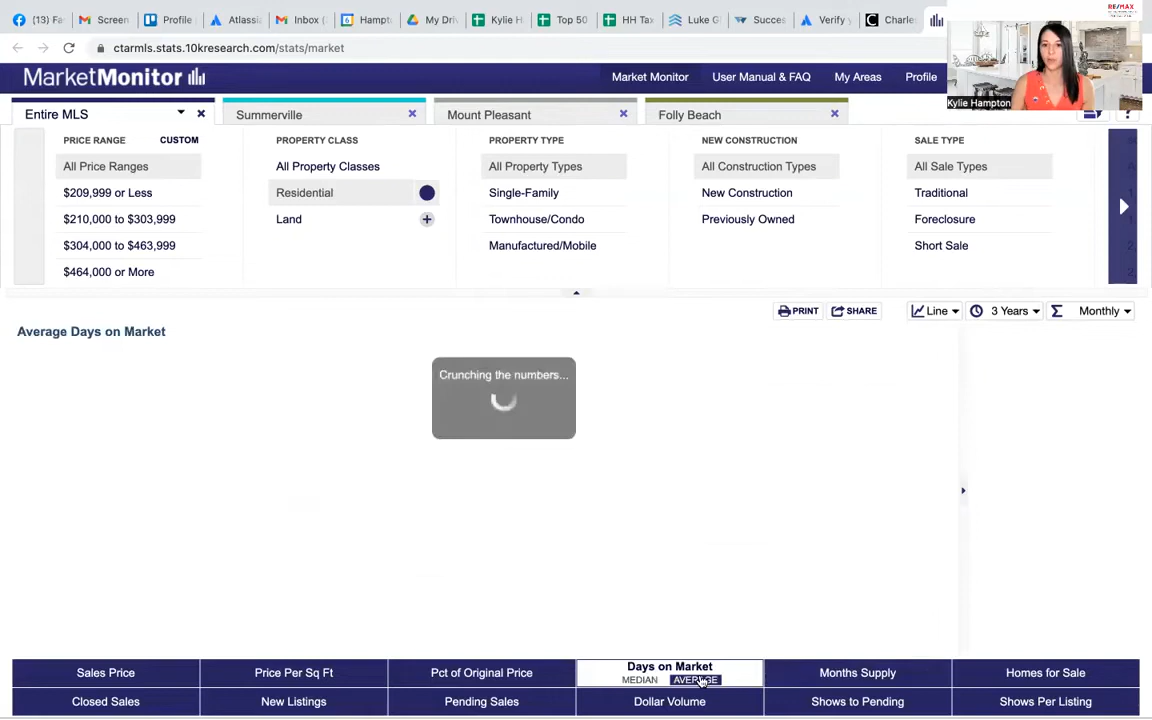 (13) Fa
Screen
Profile
Atlassi
Inbox (
Hampt
My Driv
Kylie H
Top 50
HH Tax
Luke G
Succes
Verify
Charle
RE/MAX
ctarmls.stats.10kresearch.com/stats/market
MarketMonitor
Market Monitor
User Manual & FAQ
My Areas
Profile
Kylie Hampton
Entire MLS
Summerville
Mount Pleasant
Folly Beach
PRICE RANGE CUSTOM
All Price Ranges
$209,999 or Less
$210,000 to $303,999
$304,000 to $463,999
$464,000 or More
PROPERTY CLASS
All Property Classes
Residential
Land
PROPERTY TYPE
All Property Types
Single-Family
Townhouse/Condo
Manufactured/Mobile
NEW CONSTRUCTION
All Construction Types
New Construction
Previously Owned
SALE TYPE
All Sale Types
Traditional
Foreclosure
Short Sale
PRINT
SHARE
Line
3 Years
Monthly
Average Days on Market
Crunching the numbers...
Sales Price
Price Per Sq Ft
Pct of Original Price
Days on Market
MEDIAN AVERAGE
Months Supply
Homes for Sale
Closed Sales
New Listings
Pending Sales
Dollar Volume
Shows to Pending
Shows Per Listing